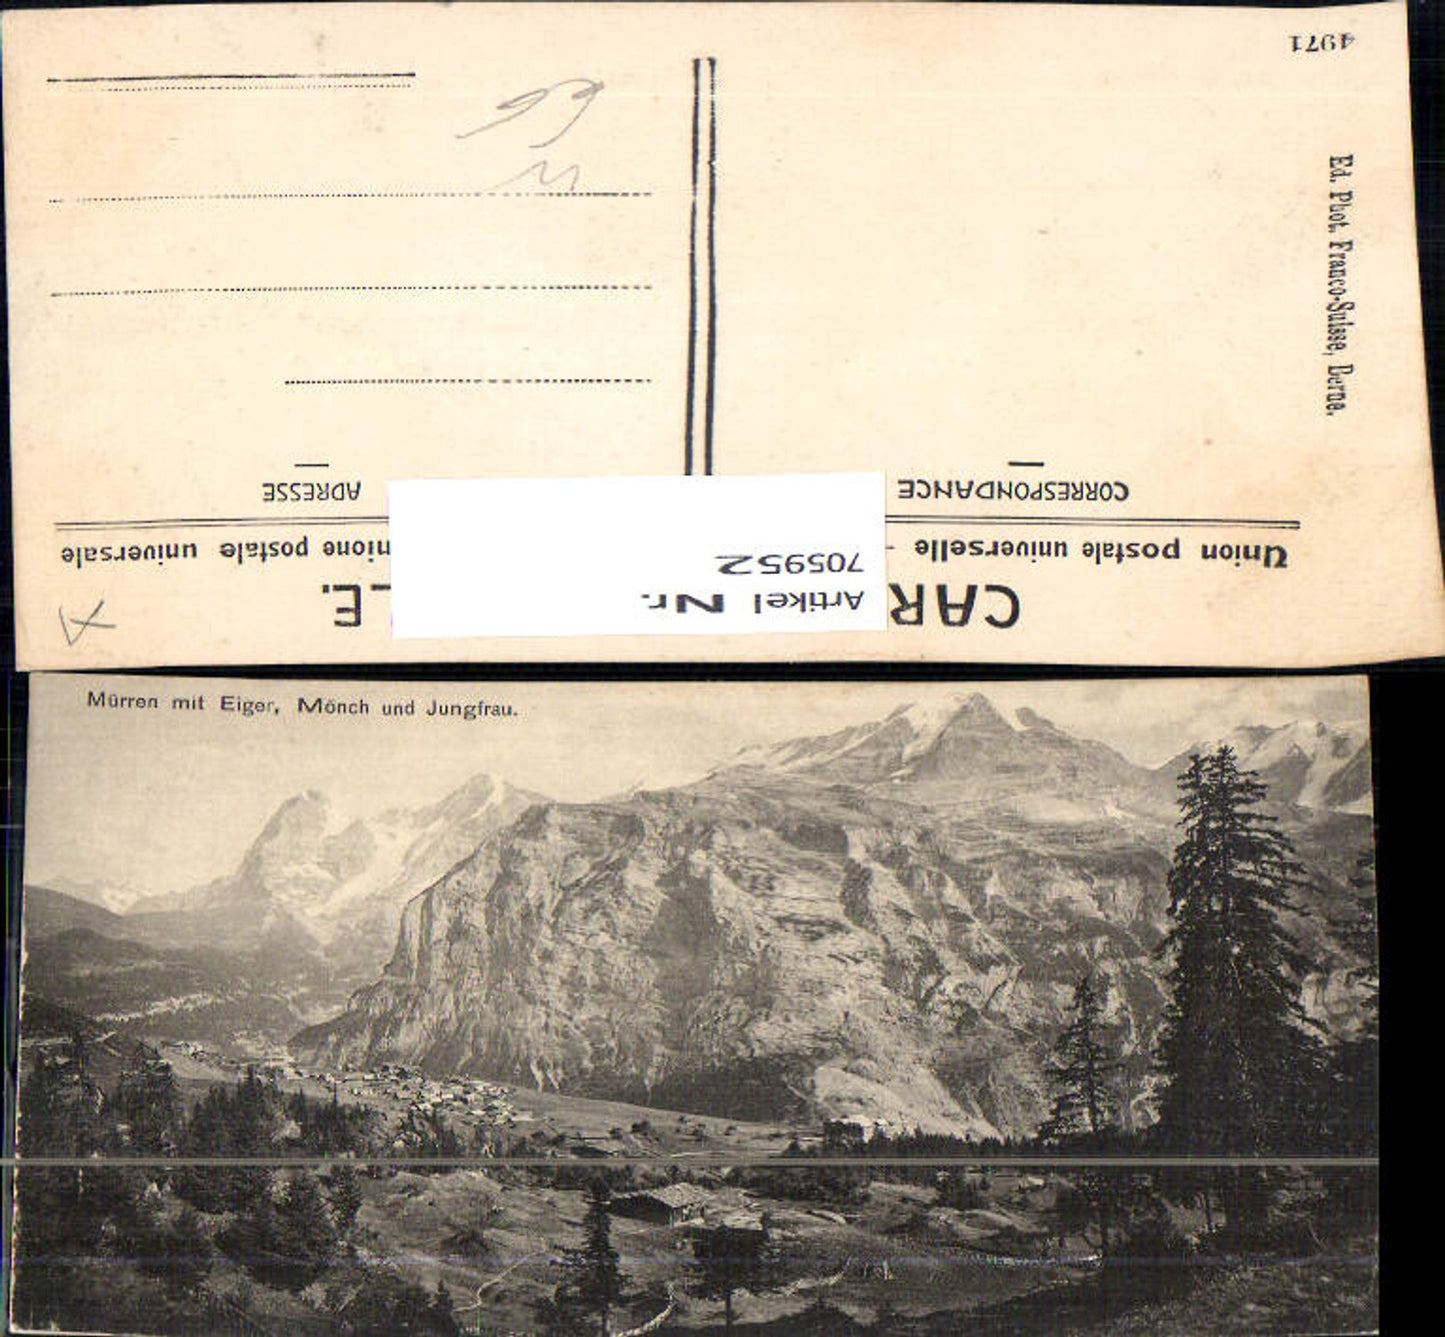 4971
Ed. Phot. Franco-Suisse, Berne.
CORRESPONDANCE
ADRESSE
Union postale universelle - nione postale universale
CAR LE.
Artikel Nr.
705952
Mürren mit Eiger, Mönch und Jungfrau.